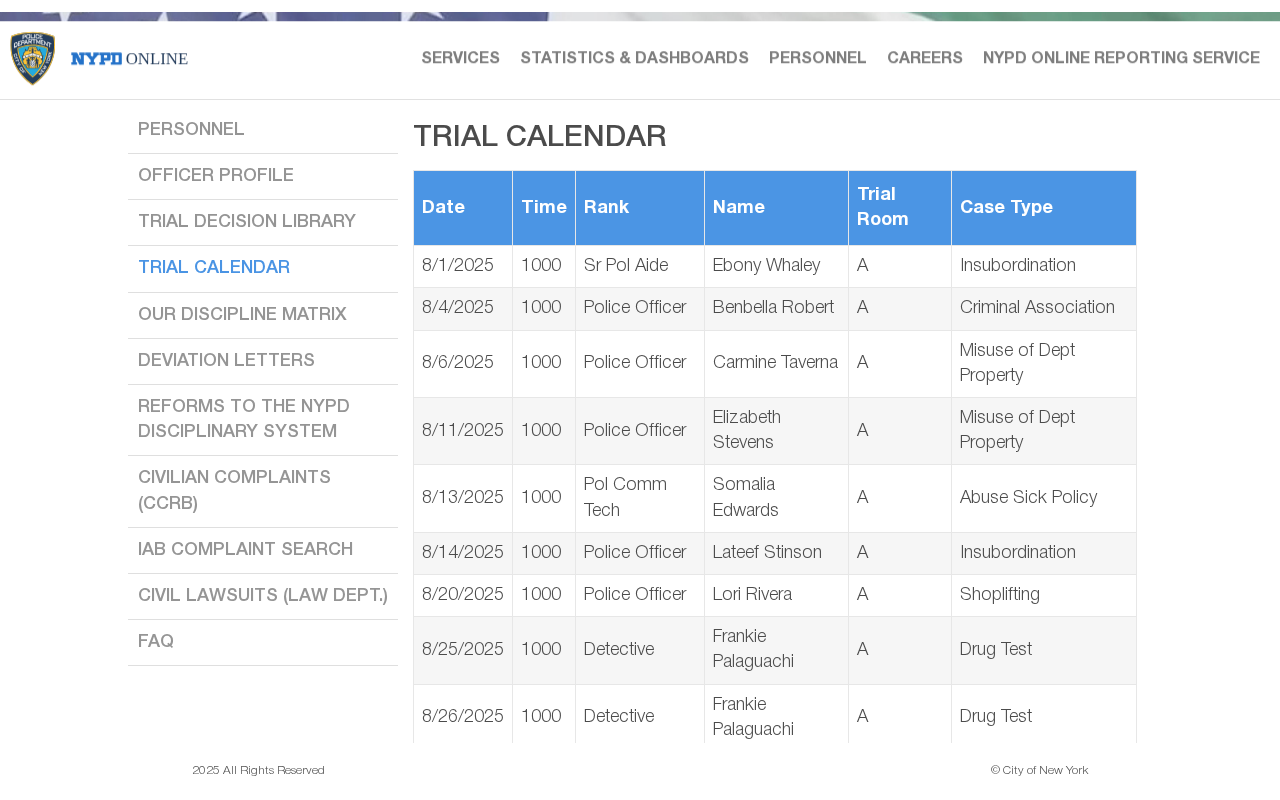 POLICE
DEPARTMENT
NYPD ONLINE
SERVICES STATISTICS & DASHBOARDS PERSONNEL CAREERS NYPD ONLINE REPORTING SERVICE
PERSONNEL
OFFICER PROFILE
TRIAL DECISION LIBRARY
TRIAL CALENDAR
OUR DISCIPLINE MATRIX
DEVIATION LETTERS
REFORMS TO THE NYPD
DISCIPLINARY SYSTEM
CIVILIAN COMPLAINTS
(CCRB)
IAB COMPLAINT SEARCH
CIVIL LAWSUITS (LAW DEPT.)
FAQ
TRIAL CALENDAR
Date Time Rank Name Trial Room Case Type
8/1/2025 1000 Sr Pol Aide Ebony Whaley A Insubordination
8/4/2025 1000 Police Officer Benbella Robert A Criminal Association
8/6/2025 1000 Police Officer Carmine Taverna A Misuse of Dept Property
8/11/2025 1000 Police Officer Elizabeth Stevens A Misuse of Dept Property
8/13/2025 1000 Pol Comm Tech Somalia Edwards A Abuse Sick Policy
8/14/2025 1000 Police Officer Lateef Stinson A Insubordination
8/20/2025 1000 Police Officer Lori Rivera A Shoplifting
8/25/2025 1000 Detective Frankie Palaguachi A Drug Test
8/26/2025 1000 Detective Frankie Palaguachi A Drug Test
2025 All Rights Reserved © City of New York